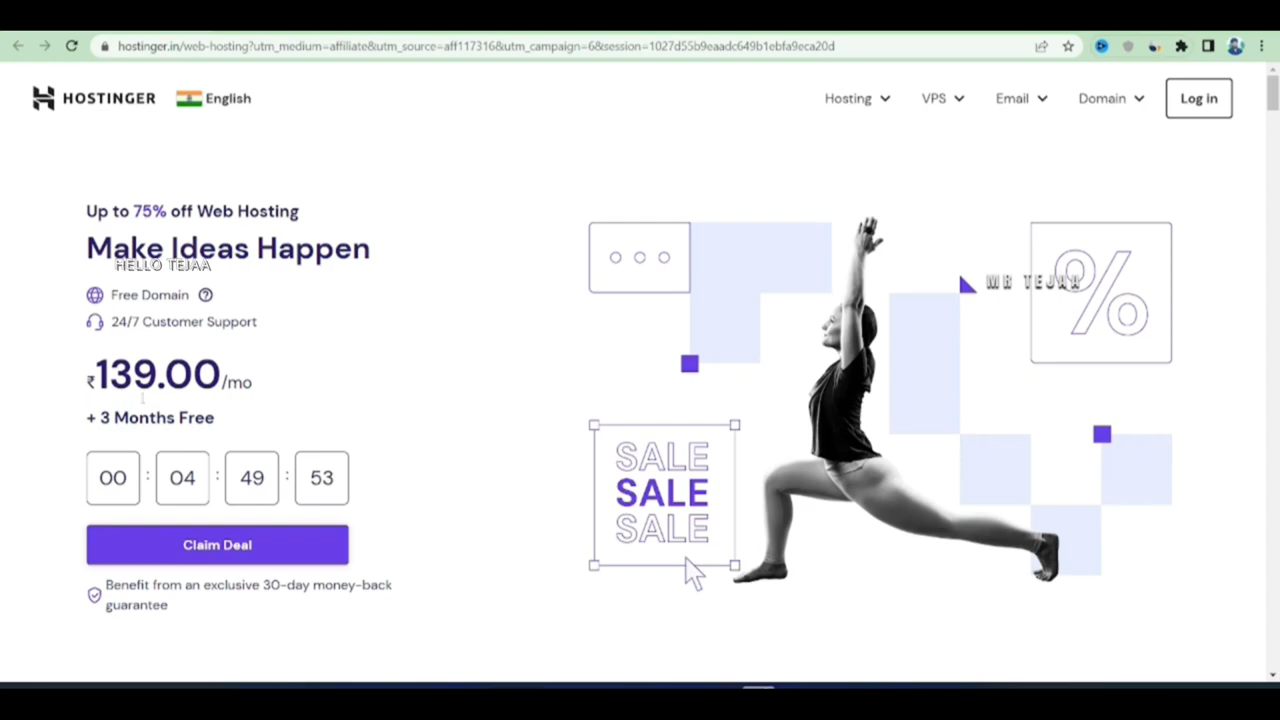 hostinger.in/web-hosting?utm_medium=affiliate&utm_source=aff117316&utm_campaign=6&session=1027d55b9eaadc649b1ebfa9eca20d
HOSTINGER English Hosting VPS Email Domain Log in
Up to 75% off Web Hosting
Make Ideas Happen
HELLO TEJAA
Free Domain ?
24/7 Customer Support
₹139.00/mo
+ 3 Months Free
00 : 04 : 49 : 53
Claim Deal
Benefit from an exclusive 30-day money-back
guarantee
MR TEJAA
%
SALE
SALE
SALE